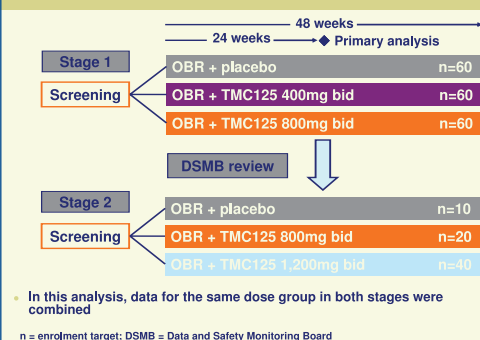 48 weeks
24 weeks
Primary analysis
Stage 1
Screening
OBR + placebo n=60
OBR + TMC125 400mg bid n=60
OBR + TMC125 800mg bid n=60
DSMB review
Stage 2
Screening
OBR + placebo n=10
OBR + TMC125 800mg bid n=20
OBR + TMC125 1,200mg bid n=40
• In this analysis, data for the same dose group in both stages were
combined
n = enrolment target; DSMB = Data and Safety Monitoring Board